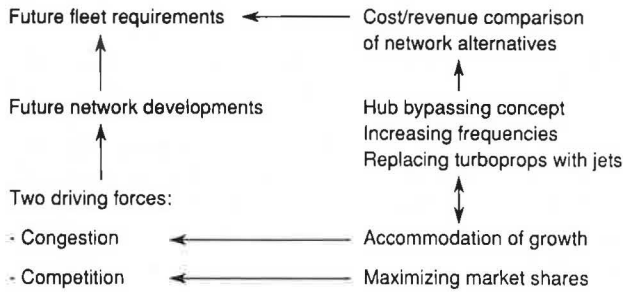 Future fleet requirements
Cost/revenue comparison
of network alternatives
Future network developments
Hub bypassing concept
Increasing frequencies
Replacing turboprops with jets
Two driving forces:
- Congestion
Accommodation of growth
- Competition
Maximizing market shares